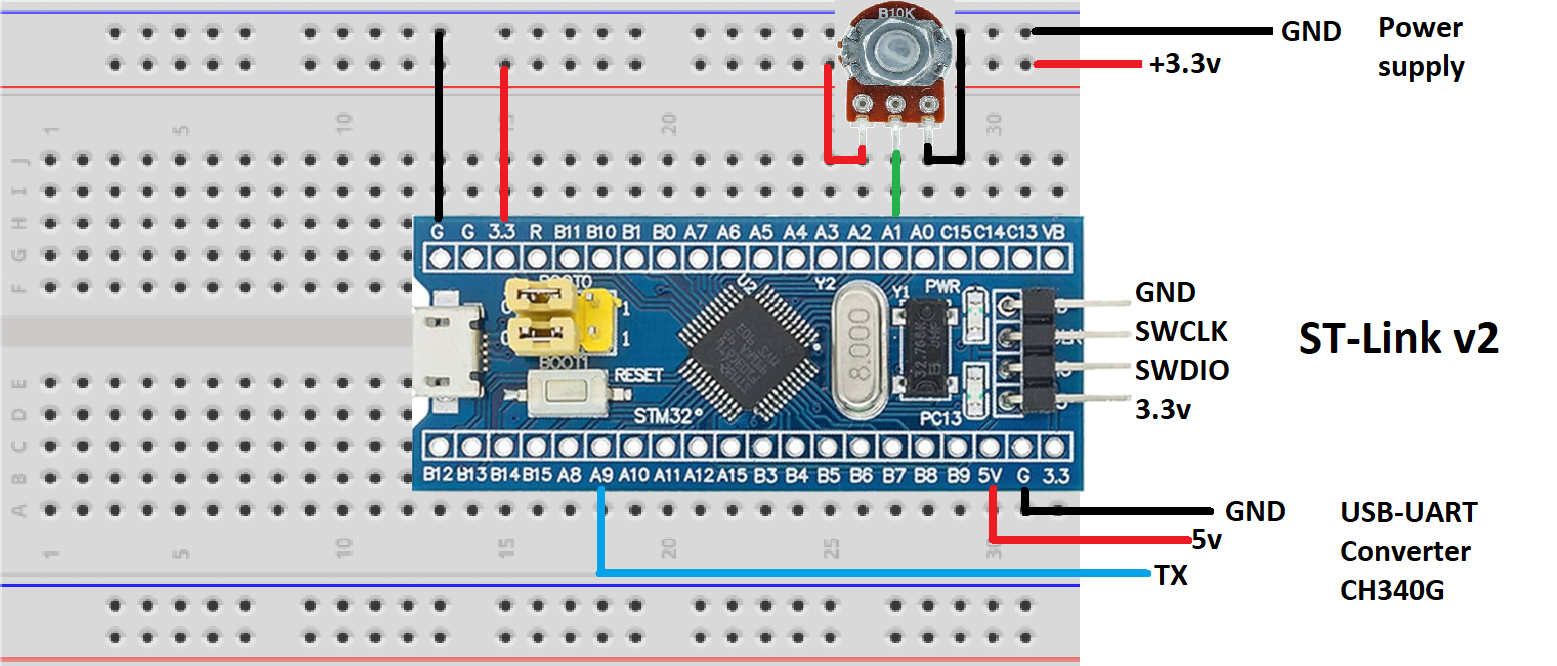 B10K
GND
Power
supply
+3.3v
1 5 10 15 20 30
J
I
H
G
F
G G 3.3 R B11 B10 B1 B0 A7 A6 A5 A4 A3 A2 A1 A0 C15 C14 C13 VB
U2
Y2
Y1
PWR
1
1
8.000
BOOT1
RESET
STM32
PC13
GND
SWCLK
SWDIO
3.3v
ST-Link v2
E
D
C
B
A
B12 B13 B14 B15 A8 A9 A10 A11 A12 A15 B3 B4 B5 B6 B7 B8 B9 5V G 3.3
GND
5v
TX
USB-UART
Converter
CH340G
1 5 10 15 20 25